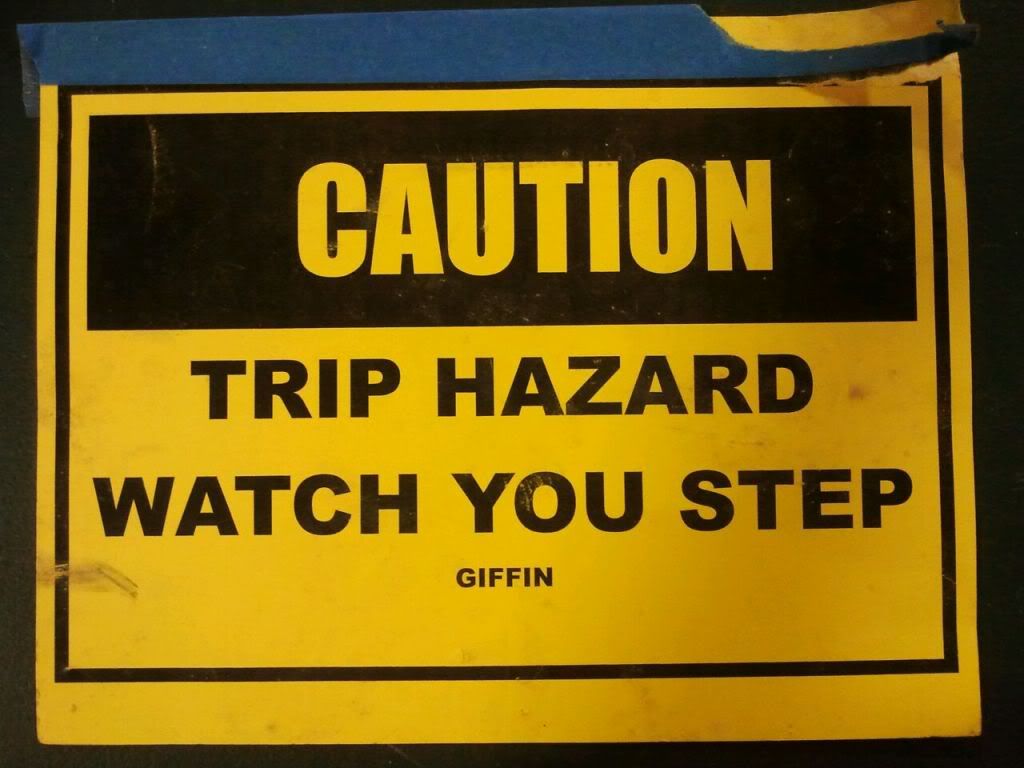 CAUTION
TRIP HAZARD
WATCH YOU STEP
GIFFIN